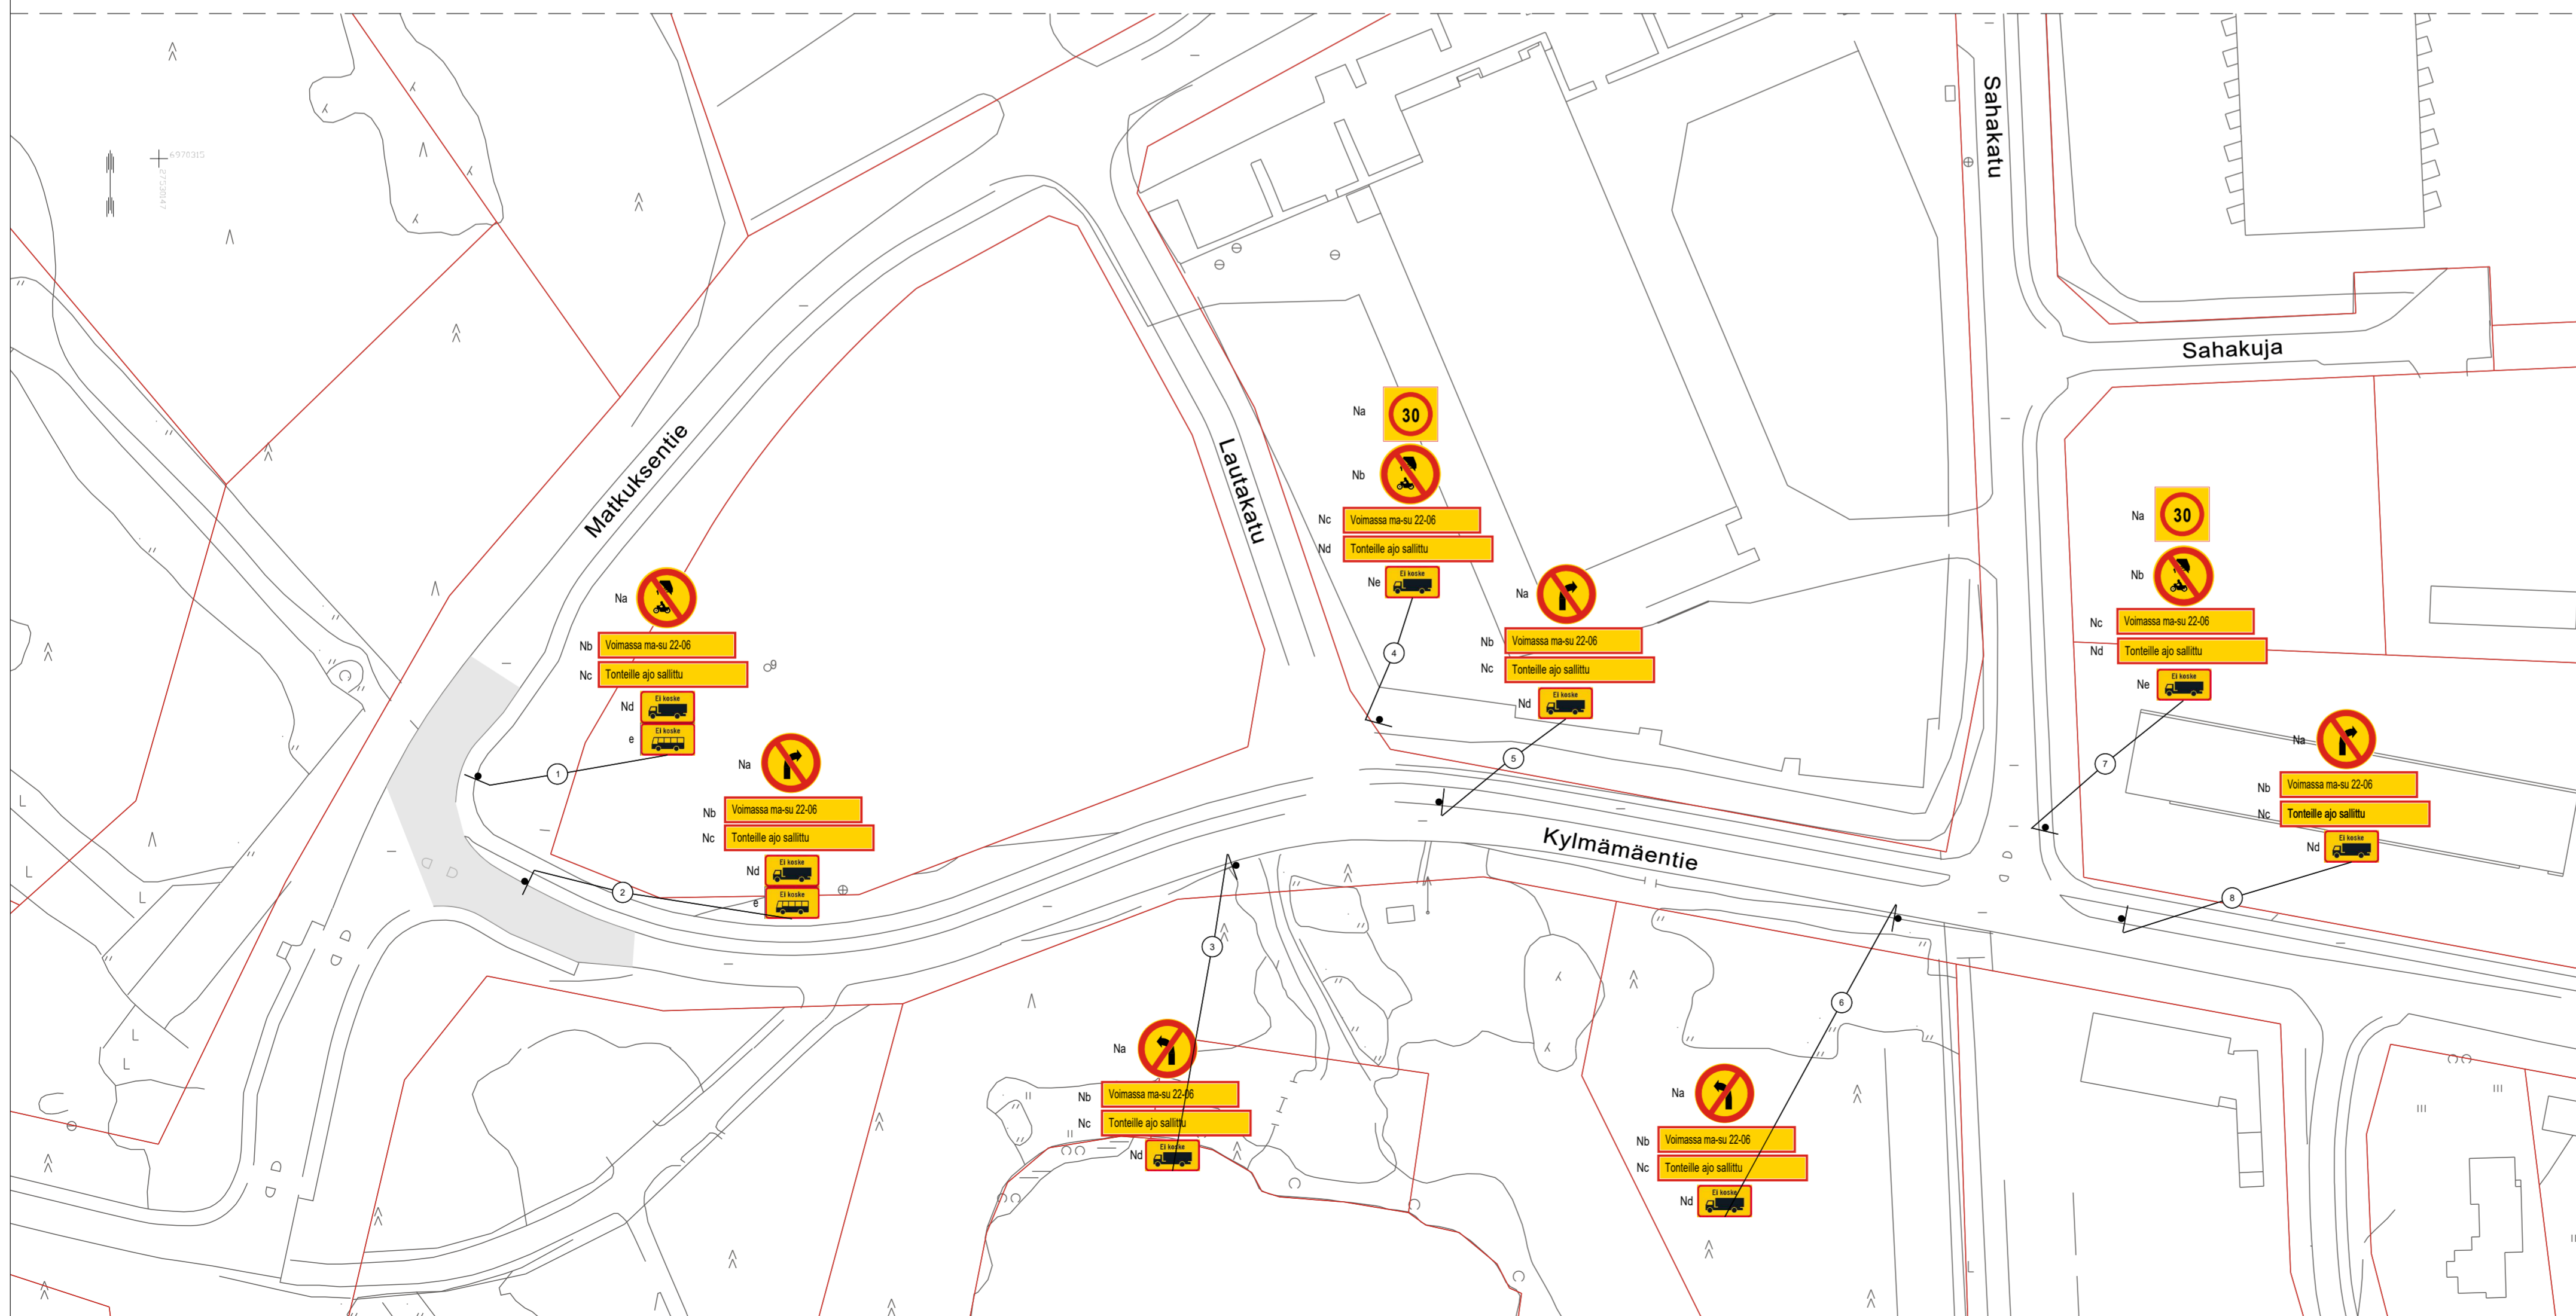 Sahakatu
6970315
Sahakuja
Matkuksentie
Lautakatu
Na
30
Nb
Nc
Voimassa ma-su 22-06
Nd
Tonteille ajo sallittu
Ne
Ei koske
4
Na
Nb
Voimassa ma-su 22-06
Nc
Tonteille ajo sallittu
Nd
Ei koske
5
Na
30
Nb
Nc
Voimassa ma-su 22-06
Nd
Tonteille ajo sallittu
Ne
Ei koske
7
Na
Nb
Voimassa ma-su 22-06
Nc
Tonteille ajo sallittu
Nd
Ei koske
e
Ei koske
1
Na
Nb
Voimassa ma-su 22-06
Nc
Tonteille ajo sallittu
Nd
Ei koske
e
Ei koske
2
Na
Nb
Voimassa ma-su 22-06
Nc
Tonteille ajo sallittu
Nd
Ei koske
8
Kylmämäentie
3
Na
Nb
Voimassa ma-su 22-06
Nc
Tonteille ajo sallittu
Nd
Ei koske
6
Na
Nb
Voimassa ma-su 22-06
Nc
Tonteille ajo sallittu
Nd
Ei koske